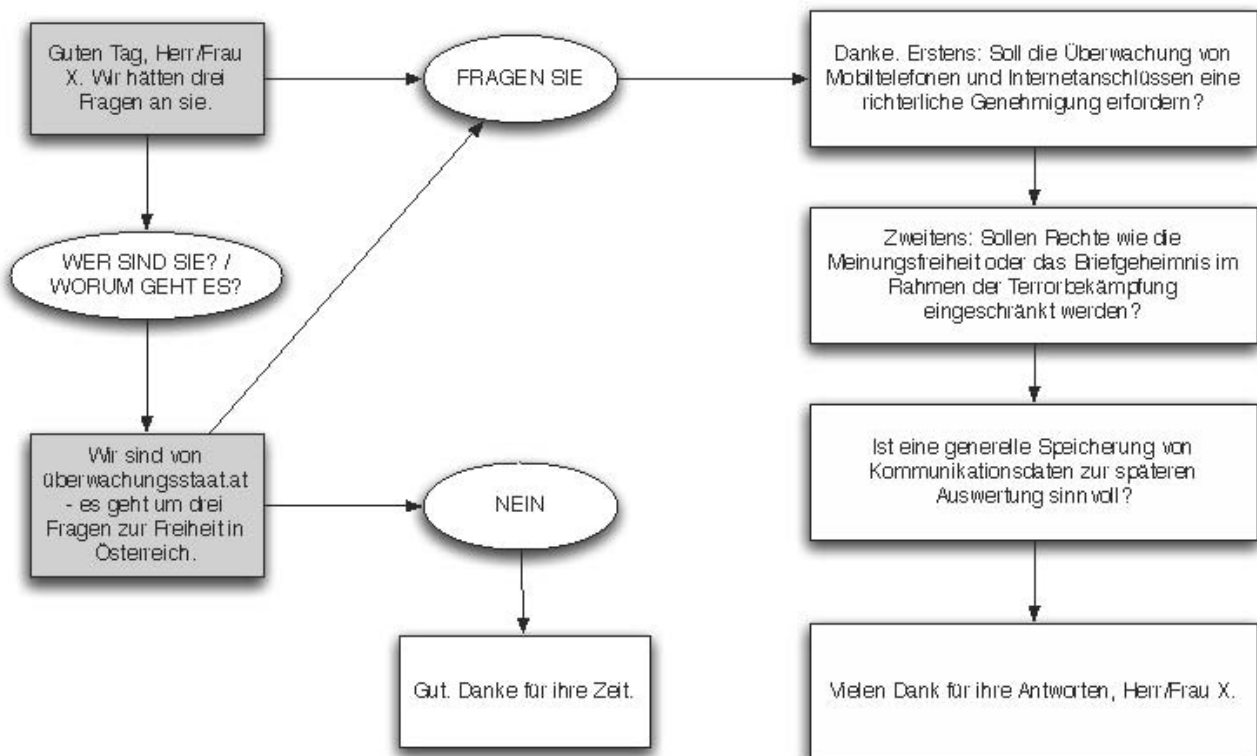 Guten Tag, Herr/Frau
X. Wir hätten drei
Fragen an sie.
FRAGEN SIE
Danke. Erstens: Soll die Überwachung von
Mobiltelefonen und Internetanschlüssen eine
richterliche Genehmigung erfordern?
WER SIND SIE? /
WORUM GEHT ES?
Zweitens: Sollen Rechte wie die
Meinungsfreiheit oder das Briefgeheimnis im
Rahmen der Terrorbekämpfung
eingeschränkt werden?
Wir sind von
überwachungsstaat.at
- es geht um drei
Fragen zur Freiheit in
Österreich.
NEIN
Ist eine generelle Speicherung von
Kommunikationsdaten zur späteren
Auswertung sinnvoll?
Gut. Danke für ihre Zeit.
Vielen Dank für ihre Antworten, Herr/Frau X.